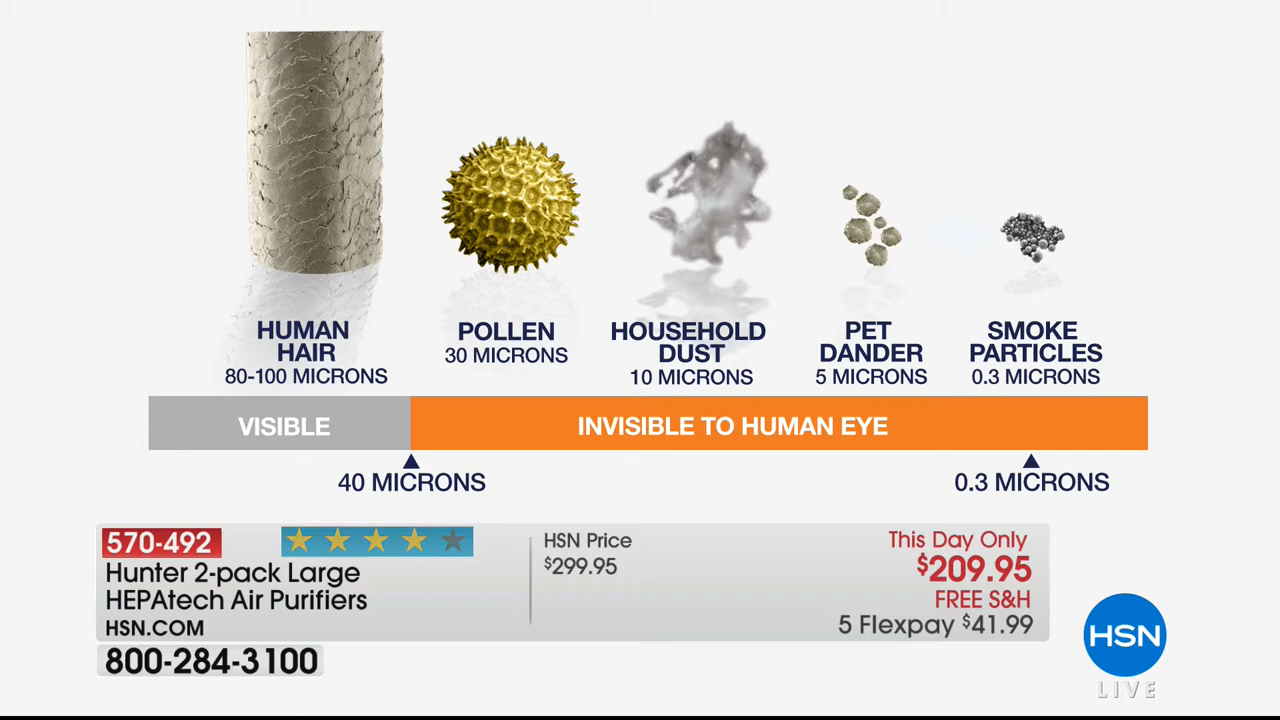 HUMAN
HAIR
80-100 MICRONS
POLLEN
30 MICRONS
HOUSEHOLD
DUST
10 MICRONS
PET
DANDER
5 MICRONS
SMOKE
PARTICLES
0.3 MICRONS
VISIBLE
INVISIBLE TO HUMAN EYE
40 MICRONS
0.3 MICRONS
570-492
Hunter 2-pack Large
HEPAtech Air Purifiers
HSN.COM
800-284-3100
HSN Price
$299.95
This Day Only
$209.95
FREE S&H
5 Flexpay $41.99
HSN
LIVE